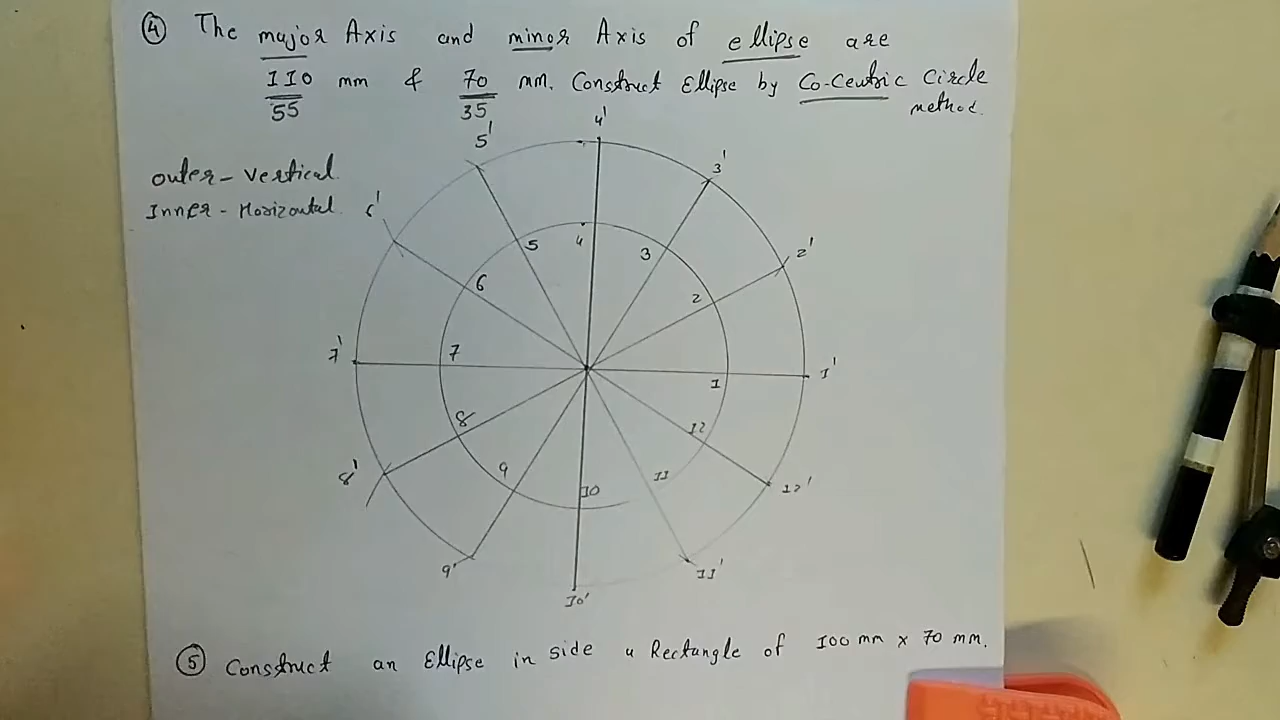 ④ The major Axis and minor Axis of ellipse are
110 mm & 70 mm. Construct Ellipse by Co-Centric Circle
55 35 method.
outer - vertical.
Inner - Horizontal.
4'
5'
3'
6'
2'
5 4 3
6 2
7' 7 1 1'
8' 8 12 12'
9 10 11
9' 10' 11'
⑤ Construct an Ellipse in side a Rectangle of 100 mm x 70 mm.